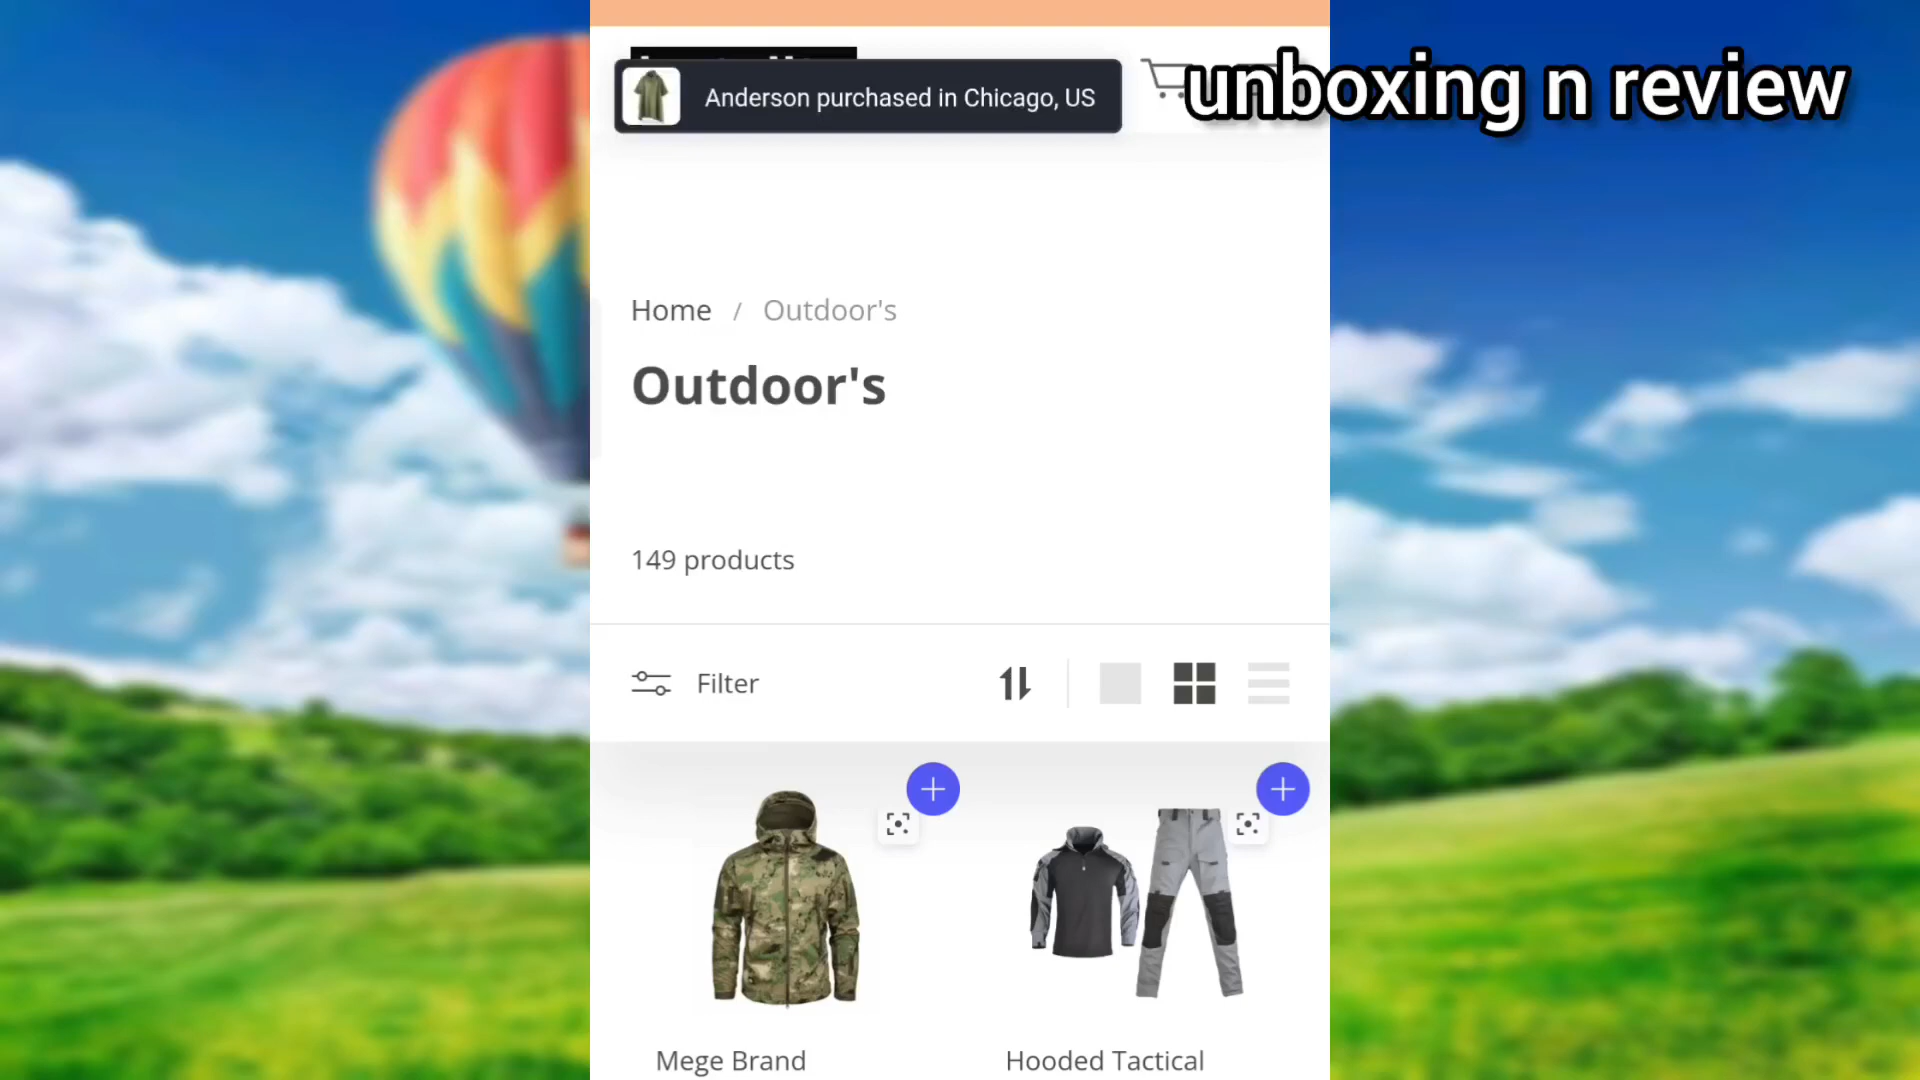 Anderson purchased in Chicago, US
unboxing n review
Home / Outdoor's
Outdoor's
149 products
Filter
Mege Brand
Hooded Tactical